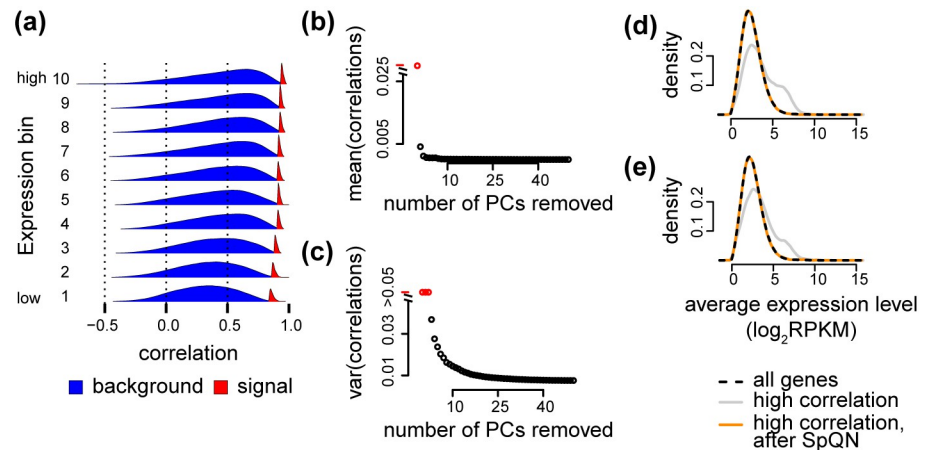 (a)
Expression bin
high 10
9
8
7
6
5
4
3
2
low 1
−0.5 0.0 0.5 1.0
correlation
background signal
(b)
mean(correlations)
0.025
0.005
10 25 40
number of PCs removed
(c)
var(correlations)
>0.05
0.03
0.01
10 25 40
number of PCs removed
(d)
density
0.1 0.2
0 5 10 15
(e)
density
0.1 0.2
0 5 10 15
average expression level
(log2RPKM)
all genes
high correlation
high correlation,
after SpQN